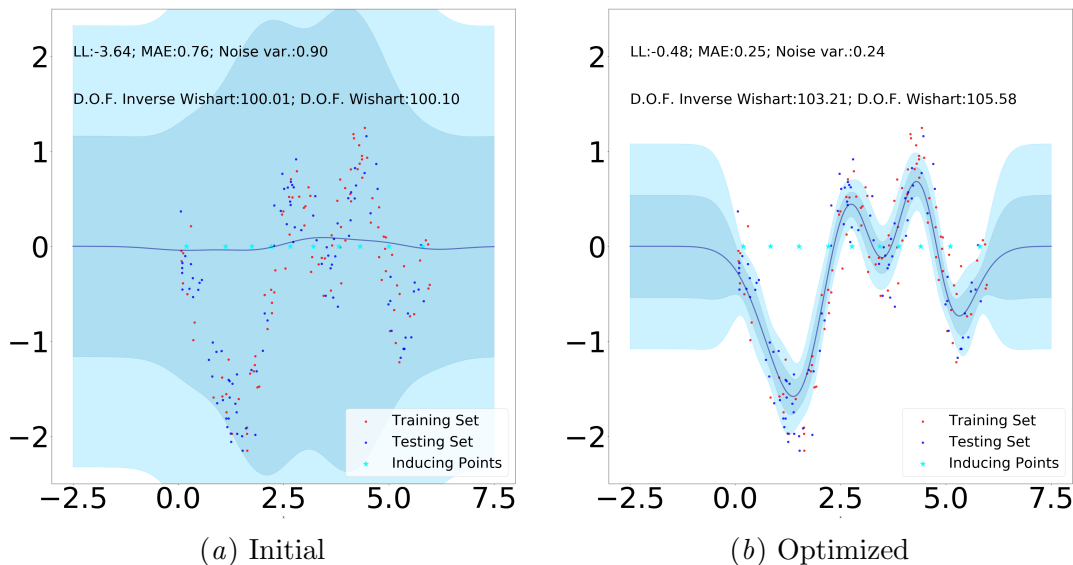 LL:-3.64; MAE:0.76; Noise var.:0.90
D.O.F. Inverse Wishart:100.01; D.O.F. Wishart:100.10
2
1
0
−1
−2
Training Set
Testing Set
Inducing Points
−2.5 0.0 2.5 5.0 7.5
(a) Initial
LL:-0.48; MAE:0.25; Noise var.:0.24
D.O.F. Inverse Wishart:103.21; D.O.F. Wishart:105.58
2
1
0
−1
−2
Training Set
Testing Set
Inducing Points
−2.5 0.0 2.5 5.0 7.5
(b) Optimized